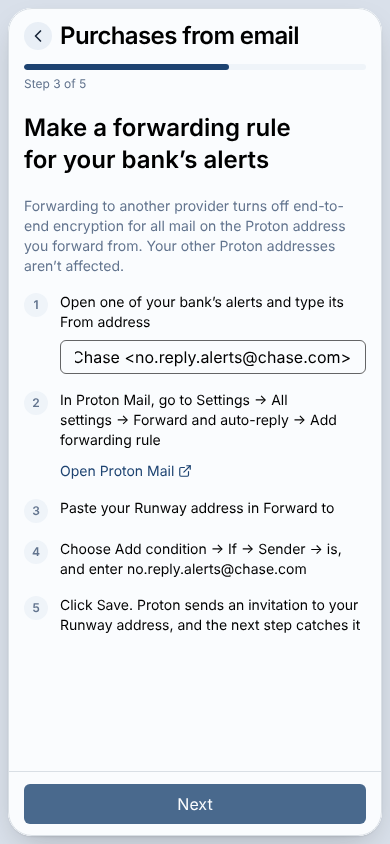 Purchases from email
Step 3 of 5
Make a forwarding rule
for your bank’s alerts
Forwarding to another provider turns off end-to-
end encryption for all mail on the Proton address
you forward from. Your other Proton addresses
aren’t affected.
1 Open one of your bank’s alerts and type its
From address
Chase <no.reply.alerts@chase.com>
2 In Proton Mail, go to Settings → All
settings → Forward and auto-reply → Add
forwarding rule
Open Proton Mail
3 Paste your Runway address in Forward to
4 Choose Add condition → If → Sender → is,
and enter no.reply.alerts@chase.com
5 Click Save. Proton sends an invitation to your
Runway address, and the next step catches it
Next